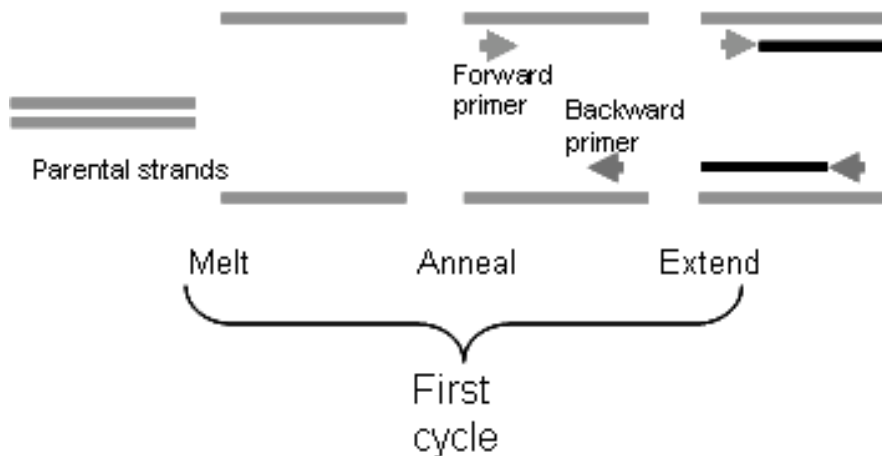 Forward
primer
Backward
primer
Parental strands
Melt
Anneal
Extend
First
cycle